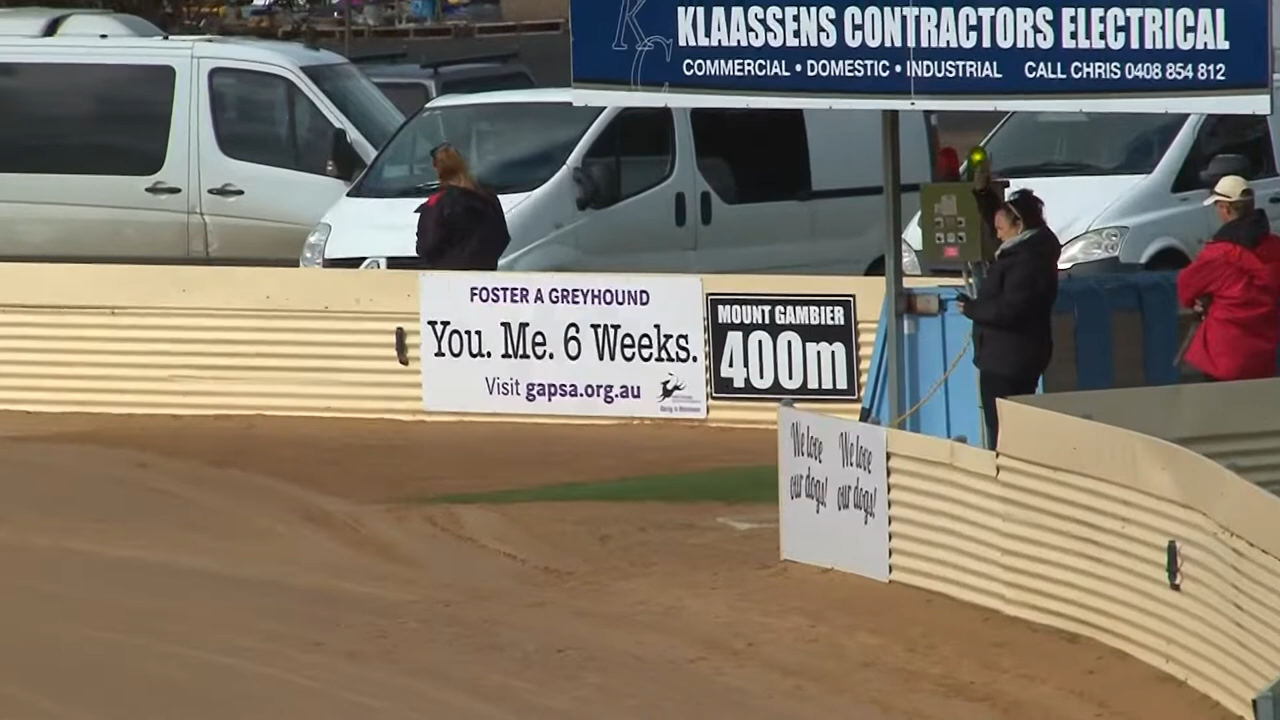 KLAASSENS CONTRACTORS ELECTRICAL
COMMERCIAL • DOMESTIC • INDUSTRIAL CALL CHRIS 0408 854 812
FOSTER A GREYHOUND
You. Me. 6 Weeks.
Visit gapsa.org.au
MOUNT GAMBIER
400m
We love
our dogs!
We love
our dogs!